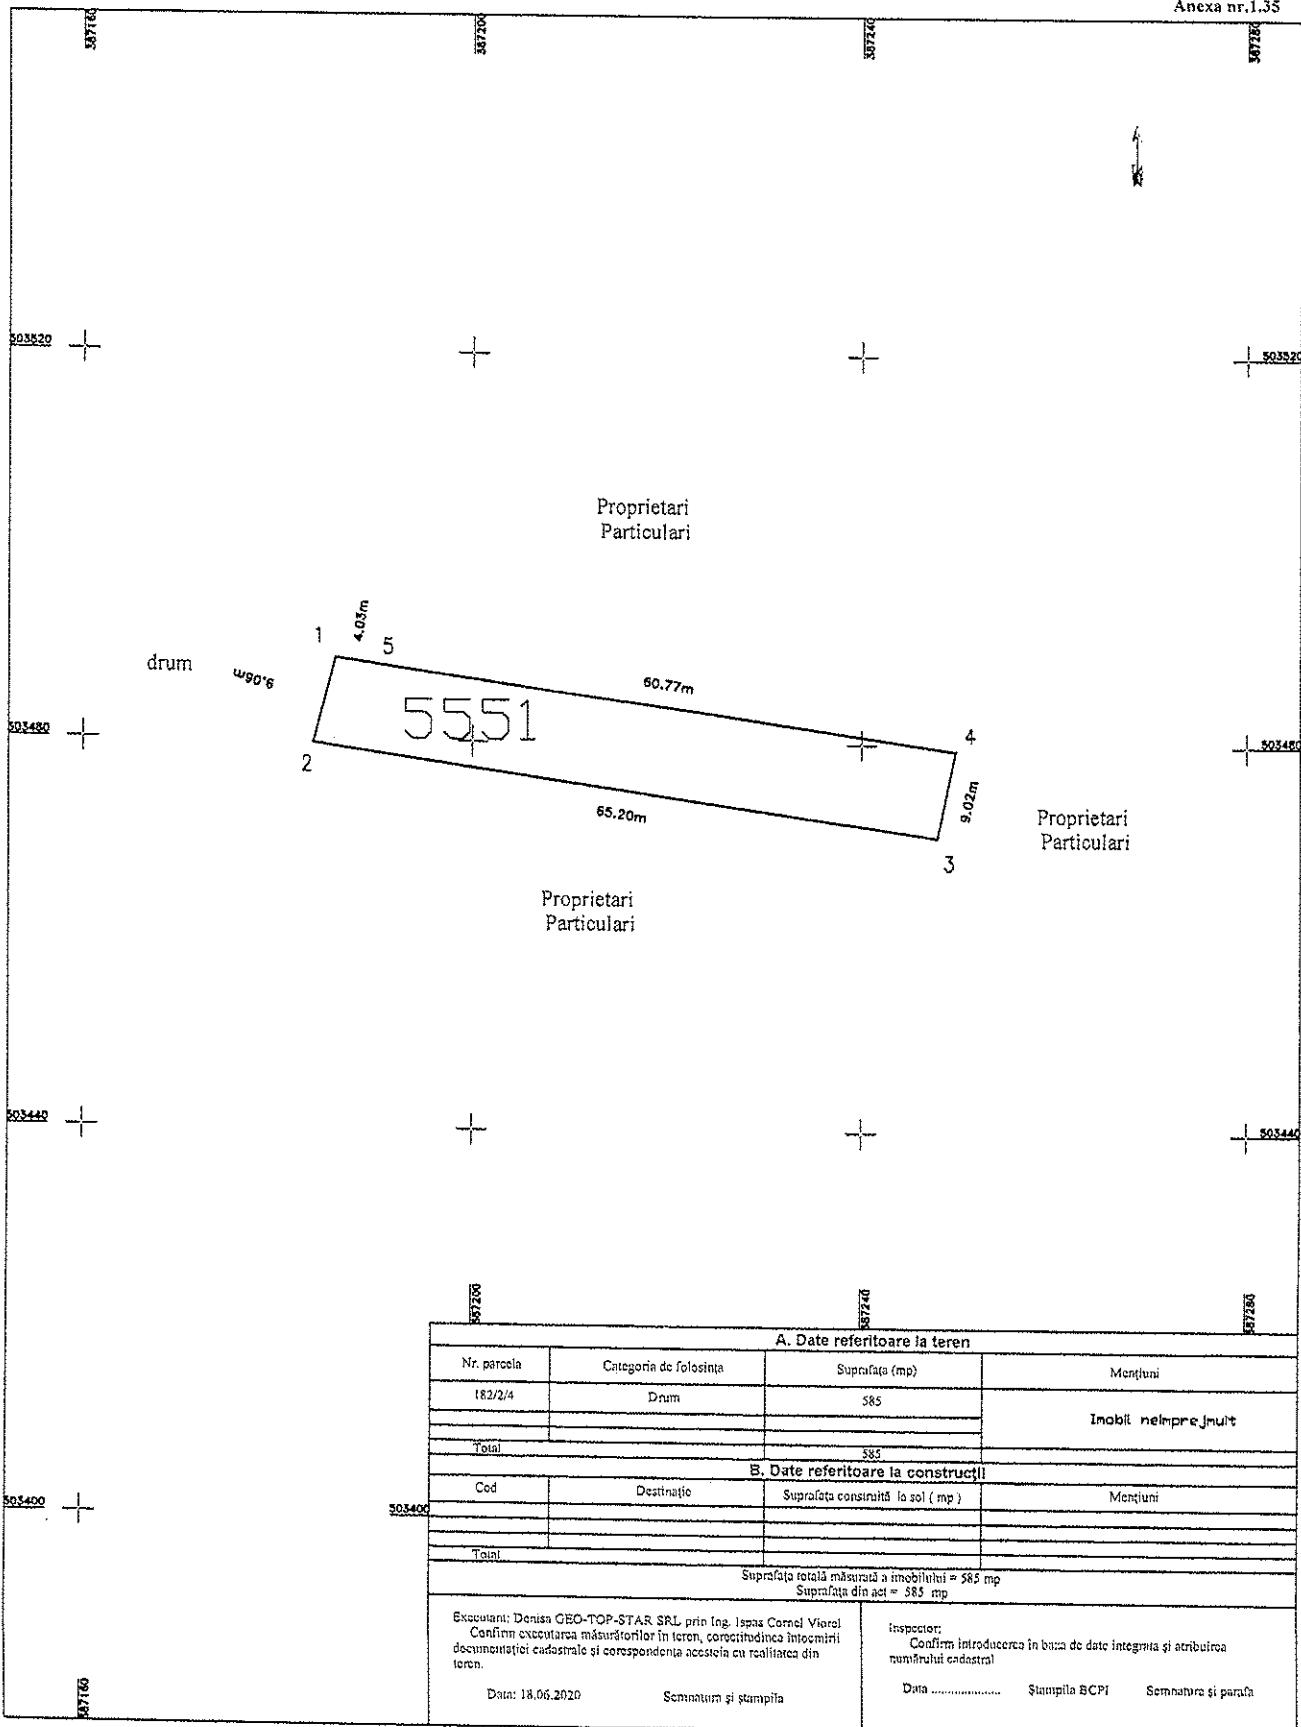 Anexa nr.1.35
587160
587200
587240
587280
503520
503520
Proprietari
Particulari
1
4.03m
5
drum
9.06m
60.77m
5551
503480
503480
4
2
65.20m
9.02m
3
Proprietari
Particulari
Proprietari
Particulari
503440
503440
587200
587240
587280
A. Date referitoare la teren
Nr. parcela Categoria de folosința Suprafața (mp) Mențiuni
182/2/4 Drum 585
Imobil neimprejmuit
Total 585
B. Date referitoare la construcții
Cod Destinație Suprafața construită la sol ( mp ) Mențiuni
503400
503400
Total
Suprafața totală măsurată a imobilului = 585 mp
Suprafața din act = 585 mp
Executant: Denisa GEO-TOP-STAR SRL prin Ing. Ispas Cornel Viorel
Confirm executarea măsurătorilor în teren, corectitudinea întocmirii
documentației cadastrale și corespondența acesteia cu realitatea din
teren.
Data: 18.06.2020 Semnatura și ștampila
Inspector:
Confirm introducerea în baza de date integrata și atribuirea
numărului cadastral
Data .................... Ștampila BCPI Semnatura și parafa
587160